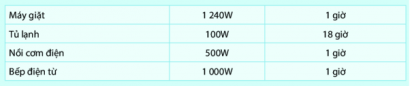 Máy giặt 1 240W 1 giờ
Tủ lạnh 100W 18 giờ
Nồi cơm điện 500W 1 giờ
Bếp điện từ 1 000W 1 giờ